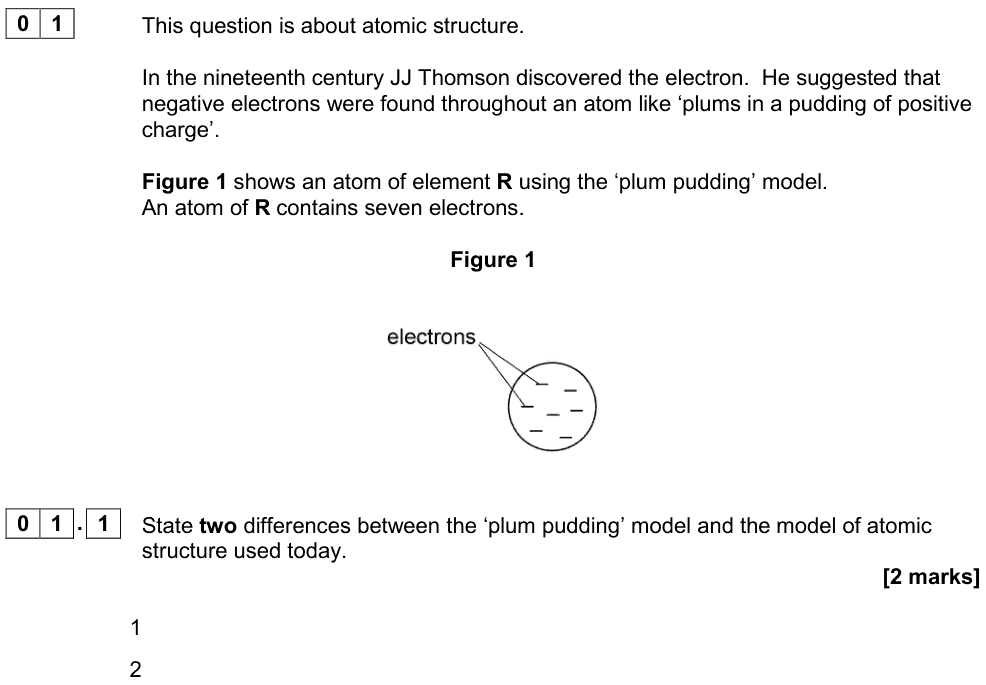 0 1 This question is about atomic structure.
In the nineteenth century JJ Thomson discovered the electron. He suggested that
negative electrons were found throughout an atom like ‘plums in a pudding of positive
charge’.
Figure 1 shows an atom of element R using the ‘plum pudding’ model.
An atom of R contains seven electrons.
Figure 1
electrons
0 1 . 1 State two differences between the ‘plum pudding’ model and the model of atomic
structure used today.
[2 marks]
1
2